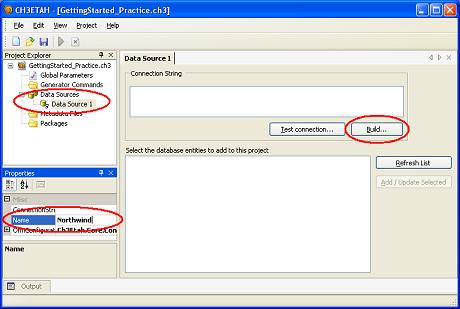 CH3ETAH - [GettingStarted_Practice.ch3]
File Edit View Project Help
Project Explorer
GettingStarted_Practice.ch3
Global Parameters
Generator Commands
Data Sources
Data Source 1
Metadata Files
Packages
Properties
Misc
ConnectionStri
Name Northwind
OrmConfigurat Ch3Etah.Core.Con
Name
Data Source 1
Connection String
Test connection...
Build...
Select the database entities to add to this project
Refresh List
Add / Update Selected
Output